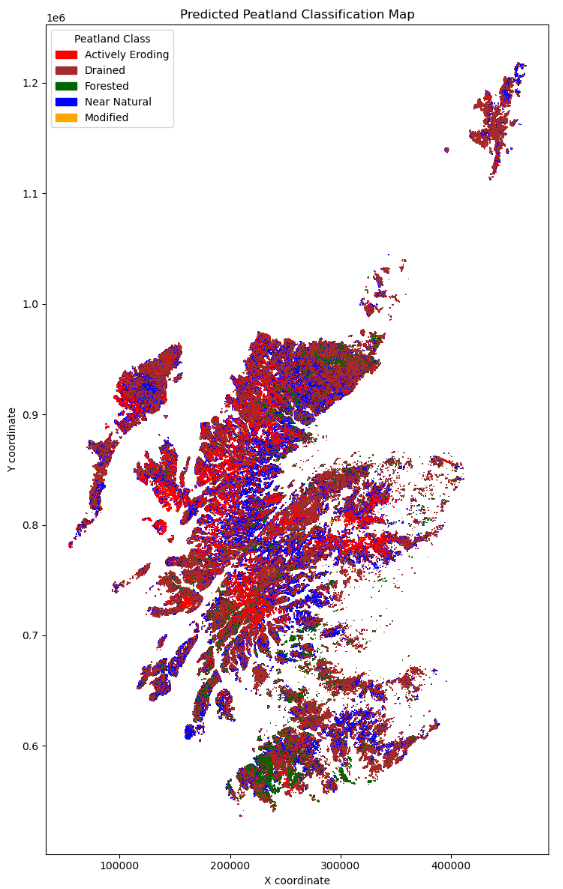 Predicted Peatland Classification Map
1e6
Peatland Class
Actively Eroding
Drained
Forested
Near Natural
Modified
1.2
1.1
1.0
0.9
0.8
0.7
0.6
Y coordinate
100000 200000 300000 400000
X coordinate